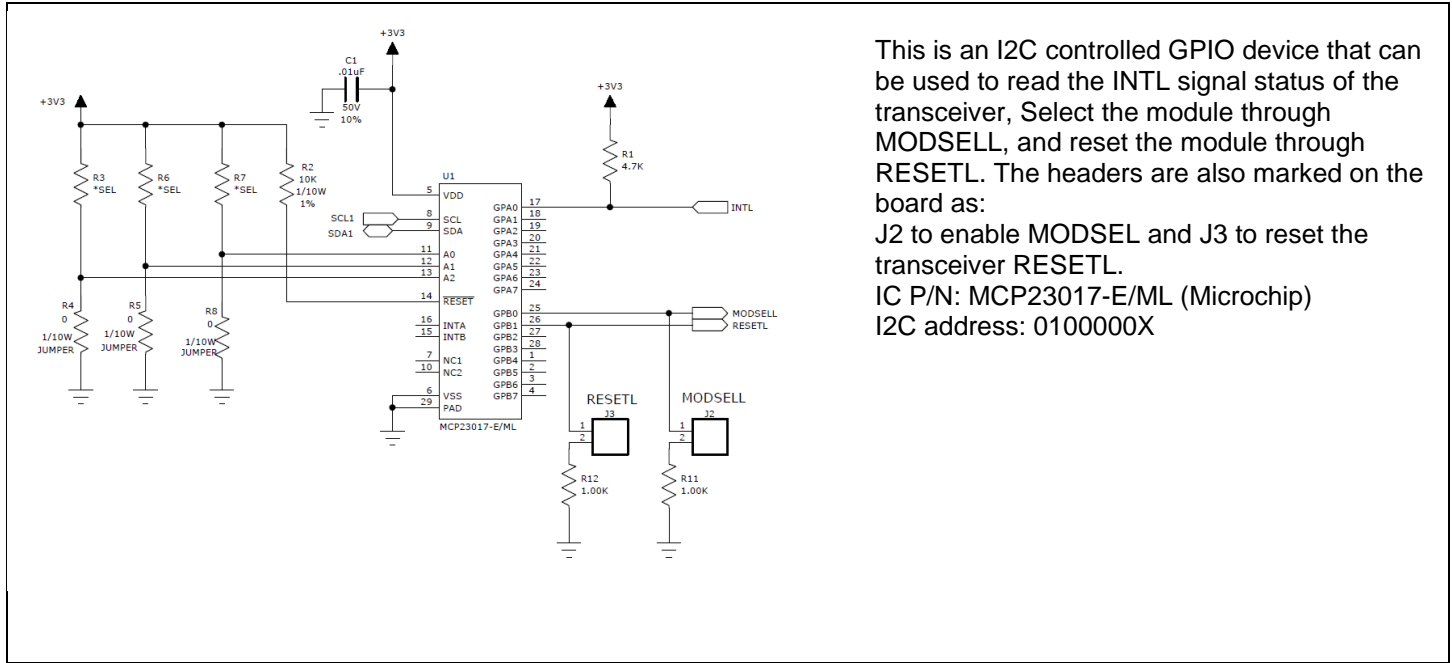 +3V3
C1
.01uF
50V
10%
+3V3
+3V3
R3
*SEL
R6
*SEL
R7
*SEL
R2
10K
1/10W
1%
R1
4.7K
U1
5 VDD
SCL1 8 SCL
SDA1 9 SDA
11 A0
12 A1
13 A2
14 RESET
16 INTA
15 INTB
7 NC1
10 NC2
6 VSS
29 PAD
GPA0 17
GPA1 18
GPA2 19
GPA3 20
GPA4 21
GPA5 22
GPA6 23
GPA7 24
GPB0 25
GPB1 26
GPB2 27
GPB3 28
GPB4 1
GPB5 2
GPB6 3
GPB7 4
MCP23017-E/ML
INTL
MODSELL
RESETL
R4
0
1/10W
JUMPER
R5
0
1/10W
JUMPER
R8
0
1/10W
JUMPER
RESETL
J3
1
2
MODSELL
J2
1
2
R12
1.00K
R11
1.00K
This is an I2C controlled GPIO device that can
be used to read the INTL signal status of the
transceiver, Select the module through
MODSELL, and reset the module through
RESETL. The headers are also marked on the
board as:
J2 to enable MODSEL and J3 to reset the
transceiver RESETL.
IC P/N: MCP23017-E/ML (Microchip)
I2C address: 0100000X